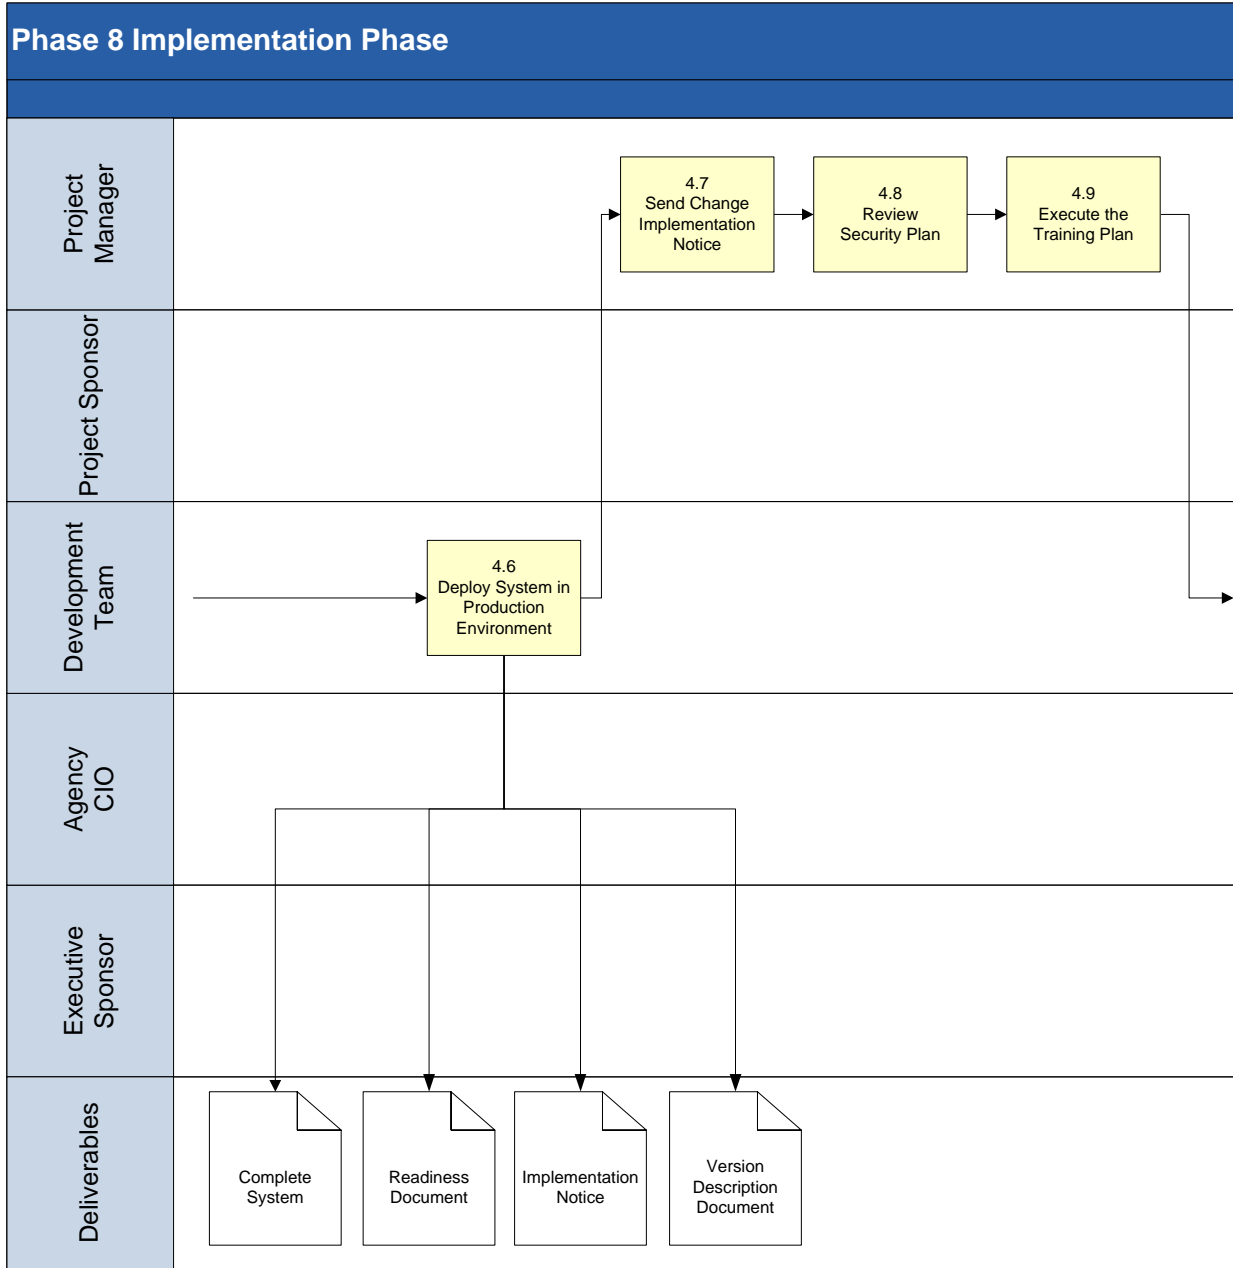 Phase 8 Implementation Phase
Project
Manager
4.7
Send Change
Implementation
Notice
4.8
Review
Security Plan
4.9
Execute the
Training Plan
Project Sponsor
Development
Team
4.6
Deploy System in
Production
Environment
Agency
CIO
Executive
Sponsor
Deliverables
Complete
System
Readiness
Document
Implementation
Notice
Version
Description
Document